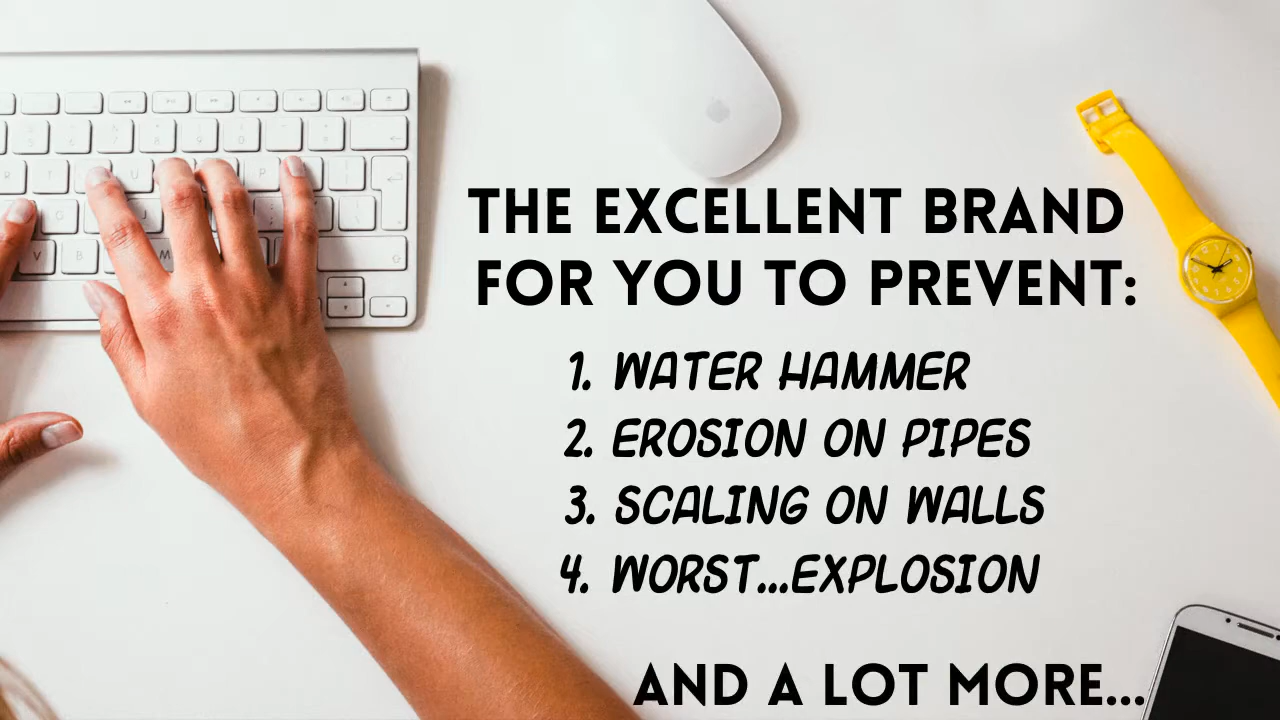 THE EXCELLENT BRAND
FOR YOU TO PREVENT:
1. WATER HAMMER
2. EROSION ON PIPES
3. SCALING ON WALLS
4. WORST...EXPLOSION
AND A LOT MORE...